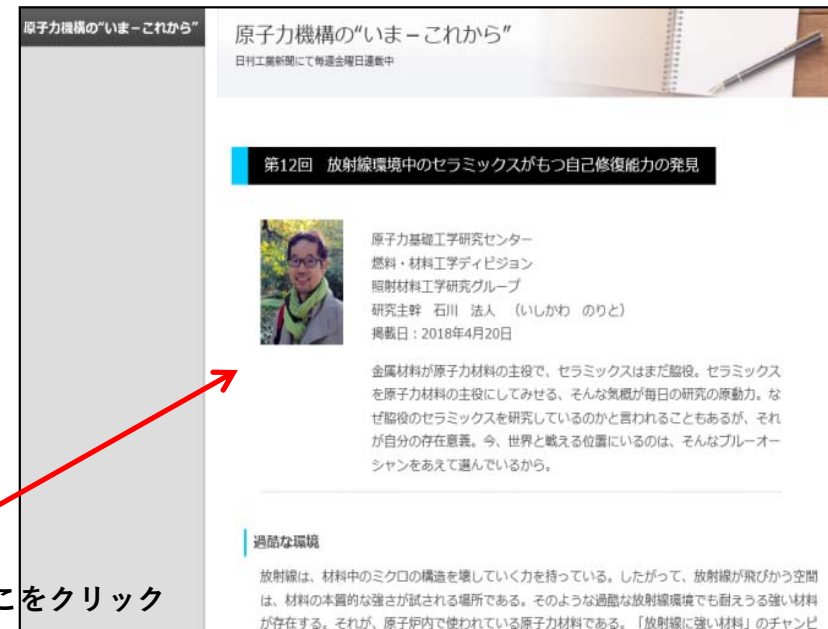 原子力機構の“いま－これから”
原子力機構の“いま－これから”
日刊工業新聞にて毎週金曜日連載中
第12回　放射線環境中のセラミックスがもつ自己修復能力の発見
原子力基礎工学研究センター
燃料・材料工学ディビジョン
照射材料工学研究グループ
研究主幹　石川　法人　（いしかわ　のりと）
掲載日：2018年4月20日
金属材料が原子力材料の主役で、セラミックスはまだ脇役。セラミックス
を原子力材料の主役にしてみせる、そんな気概が毎日の研究の原動力。な
ぜ脇役のセラミックスを研究しているのかと言われることもあるが、それ
が自分の存在意義。今、世界と戦える位置にいるのは、そんなブルーオー
シャンをあえて選んでいるから。
過酷な環境
放射線は、材料中のミクロの構造を壊していく力を持っている。したがって、放射線が飛びかう空間
は、材料の本質的な強さが試される場所である。そのような過酷な放射線環境でも耐えうる強い材料
が存在する。それが、原子炉内で使われている原子力材料である。「放射線に強い材料」のチャンピ
こをクリック